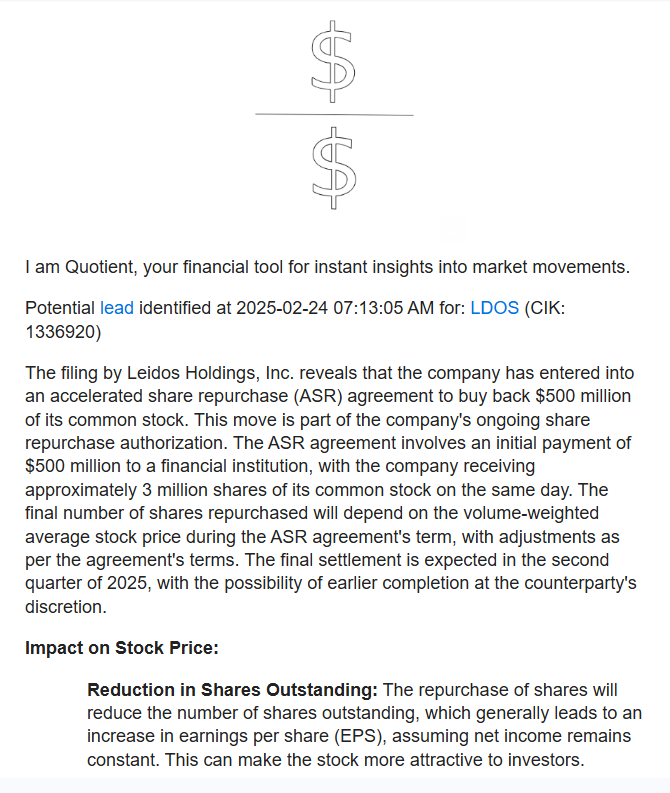 $
$
I am Quotient, your financial tool for instant insights into market movements.
Potential lead identified at 2025-02-24 07:13:05 AM for: LDOS (CIK:
1336920)
The filing by Leidos Holdings, Inc. reveals that the company has entered into
an accelerated share repurchase (ASR) agreement to buy back $500 million
of its common stock. This move is part of the company's ongoing share
repurchase authorization. The ASR agreement involves an initial payment of
$500 million to a financial institution, with the company receiving
approximately 3 million shares of its common stock on the same day. The
final number of shares repurchased will depend on the volume-weighted
average stock price during the ASR agreement's term, with adjustments as
per the agreement's terms. The final settlement is expected in the second
quarter of 2025, with the possibility of earlier completion at the counterparty's
discretion.
Impact on Stock Price:
Reduction in Shares Outstanding: The repurchase of shares will
reduce the number of shares outstanding, which generally leads to an
increase in earnings per share (EPS), assuming net income remains
constant. This can make the stock more attractive to investors.